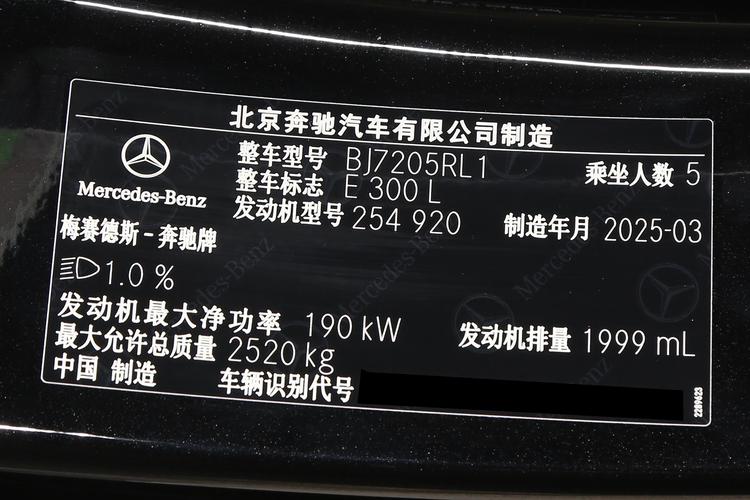 北京奔驰汽车有限公司制造
Mercedes-Benz
整车型号 BJ7205RL1 乘坐人数 5
整车标志 E 300 L
发动机型号 254 920 制造年月 2025-03
梅赛德斯-奔驰牌
1.0 %
发动机最大净功率 190 kW 发动机排量 1999 mL
最大允许总质量 2520 kg
中国 制造 车辆识别代号
2289623